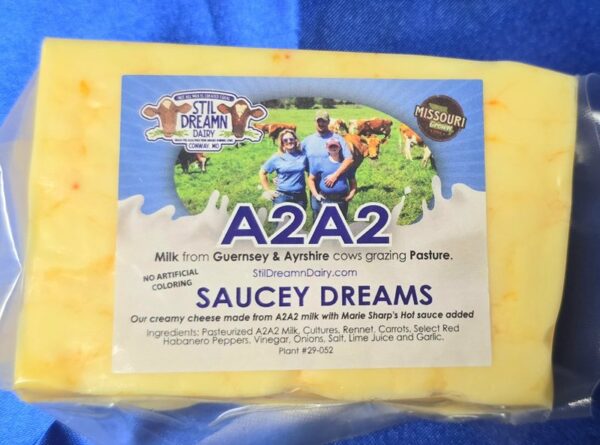 STIL
DREAMN
DAIRY
CONWAY, MO
MISSOURI
Grown
A2A2
Milk from Guernsey & Ayrshire cows grazing Pasture.
StilDreamnDairy.com
NO ARTIFICIAL
COLORING
SAUCEY DREAMS
Our creamy cheese made from A2A2 milk with Marie Sharp's Hot sauce added
Ingredients: Pasteurized A2A2 Milk, Cultures, Rennet, Carrots, Select Red
Habanero Peppers, Vinegar, Onions, Salt, Lime Juice and Garlic.
Plant #29-052